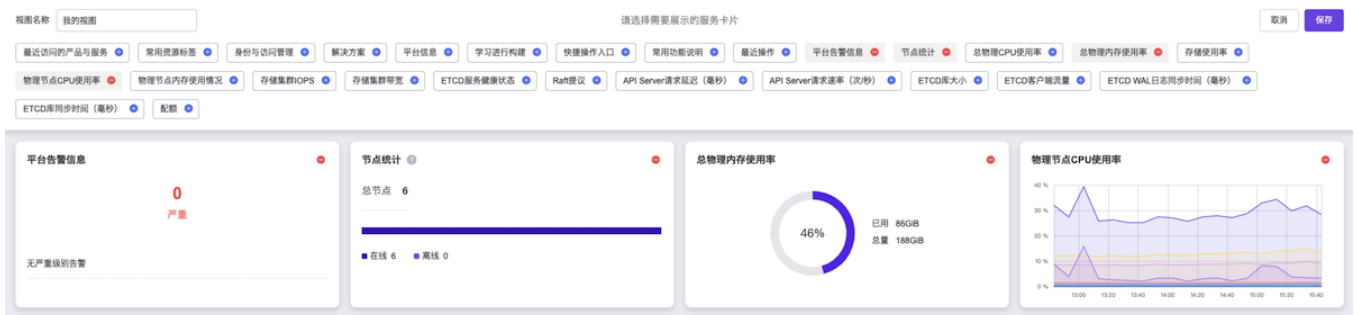 视图名称 我的视图 请选择需要展示的服务卡片 取消 保存
最近访问的产品与服务 常用资源标签 身份与访问管理 解决方案 平台信息 学习进行构建 快捷操作入口 常用功能说明 最近操作 平台告警信息 节点统计 总物理CPU使用率 总物理内存使用率 存储使用率
物理节点CPU使用率 物理节点内存使用情况 存储集群IOPS 存储集群带宽 ETCD服务健康状态 Raft提议 API Server请求延迟（毫秒） API Server请求速率（次/秒） ETCD库大小 ETCD客户端流量 ETCD WAL日志同步时间（毫秒）
ETCD库同步时间（毫秒） 配额
平台告警信息
0
严重
无严重级别告警
节点统计 ?
总节点 6
在线 6 离线 0
总物理内存使用率
46%
已用 86GiB
总量 188GiB
物理节点CPU使用率
40 %
30 %
20 %
10 %
0 %
13:00 13:20 13:40 14:00 14:20 14:40 15:00 15:20 15:40